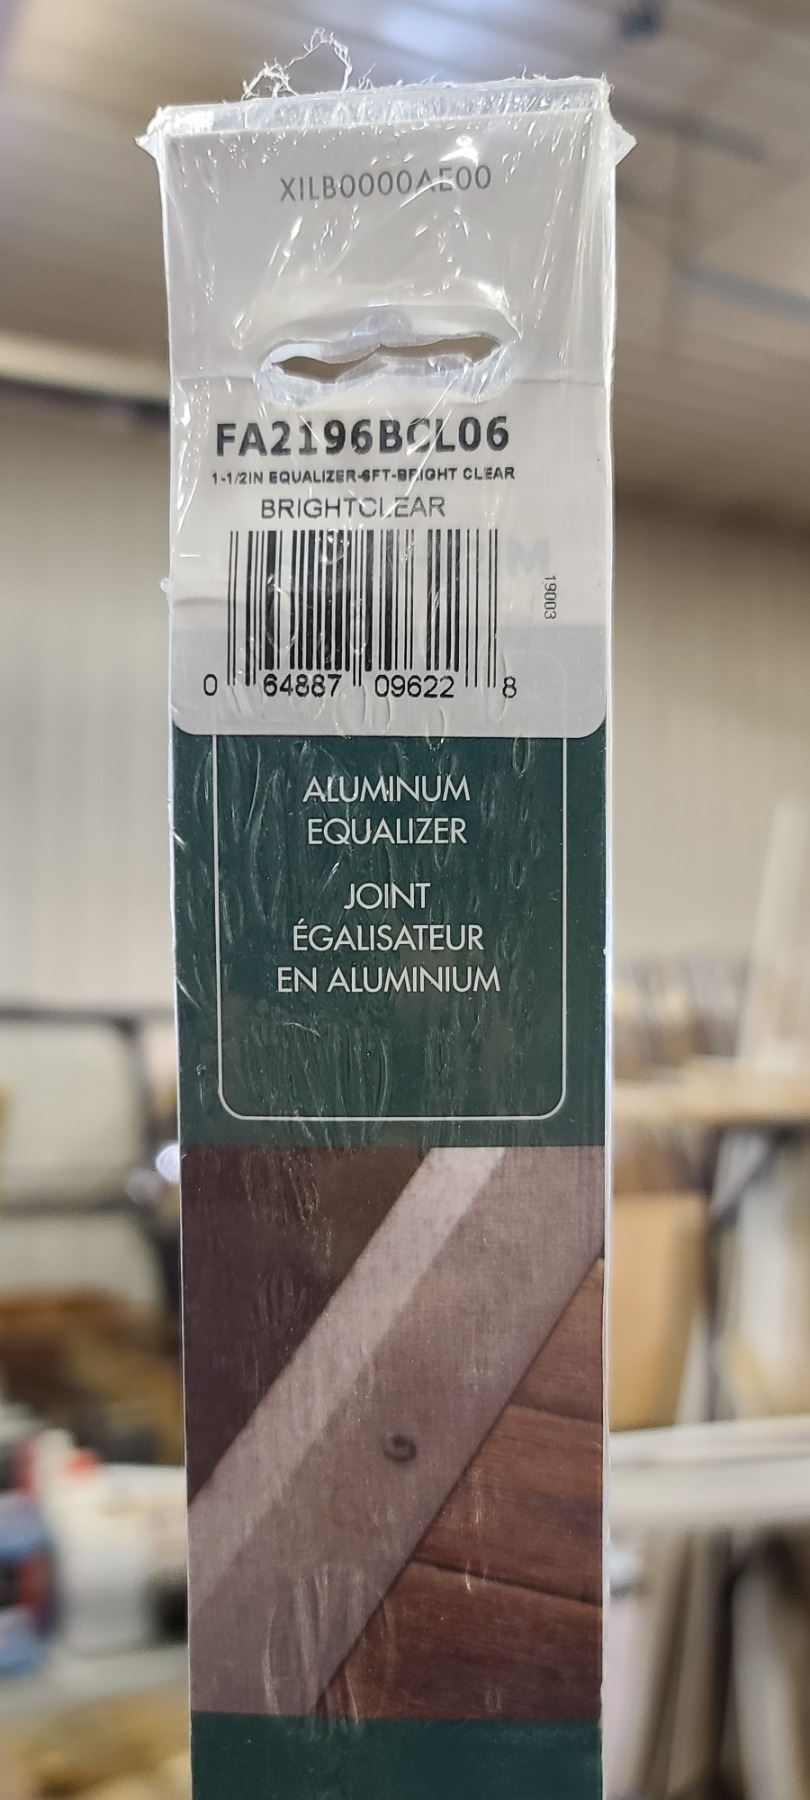 XILB0000AE00
FA2196BCL06
1-1/2IN EQUALIZER-6FT-BRIGHT CLEAR
BRIGHTCLEAR
19003
0 64887 09622 8
ALUMINUM
EQUALIZER
JOINT
ÉGALISATEUR
EN ALUMINIUM